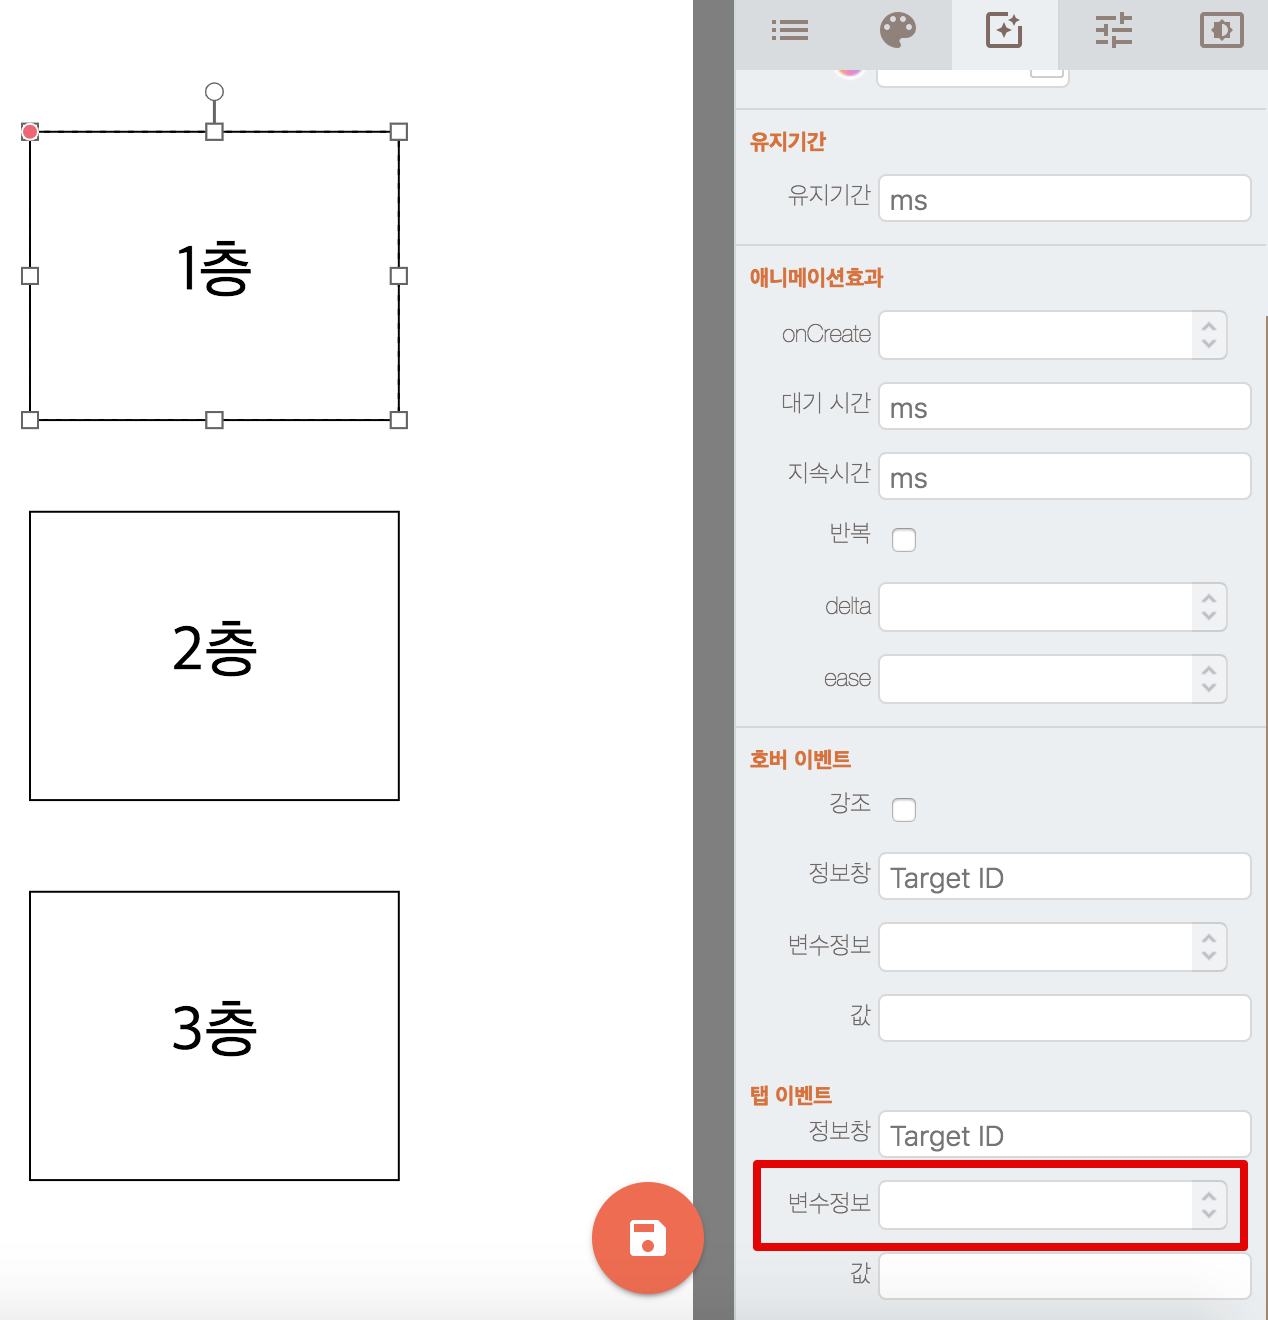 1층
2층
3층
유지기간
유지기간 ms
애니메이션효과
onCreate
대기 시간 ms
지속시간 ms
반복
delta
ease
호버 이벤트
강조
정보창 Target ID
변수정보
값
탭 이벤트
정보창 Target ID
변수정보
값